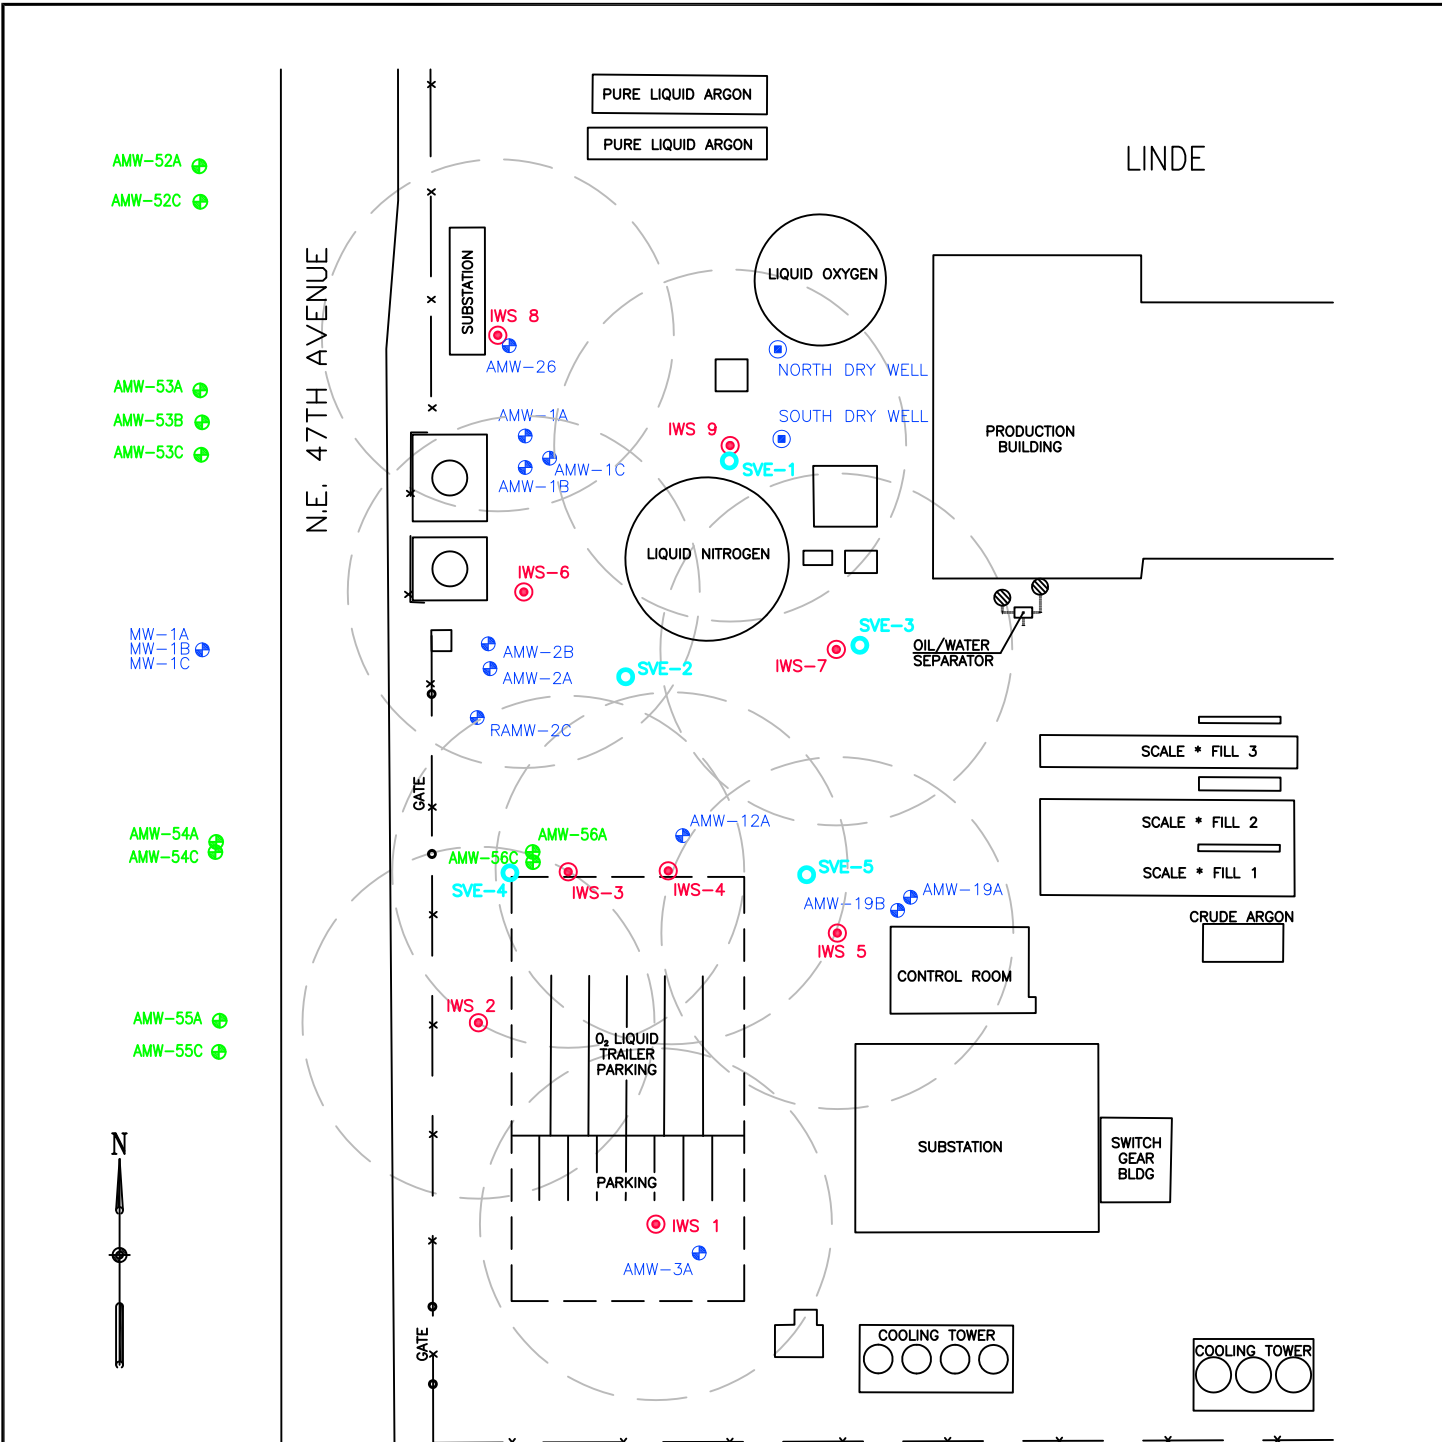 PURE LIQUID ARGON
PURE LIQUID ARGON
LINDE
AMW-52A
AMW-52C
N.E. 47TH AVENUE
SUBSTATION
LIQUID OXYGEN
IWS 8
AMW-26
NORTH DRY WELL
AMW-53A
AMW-53B
AMW-53C
AMW-1A
AMW-1C
AMW-1B
IWS 9
SVE-1
SOUTH DRY WELL
PRODUCTION
BUILDING
LIQUID NITROGEN
IWS-6
MW-1A
MW-1B
MW-1C
AMW-2B
AMW-2A
RAMW-2C
SVE-2
SVE-3
IWS-7
OIL/WATER
SEPARATOR
SCALE * FILL 3
GATE
SCALE * FILL 2
SCALE * FILL 1
AMW-54A
AMW-54C
AMW-56A
AMW-56C
AMW-12A
SVE-4
IWS-3
IWS-4
SVE-5
AMW-19A
AMW-19B
IWS 5
CRUDE ARGON
CONTROL ROOM
AMW-55A
AMW-55C
IWS 2
O₂ LIQUID
TRAILER
PARKING
SUBSTATION
SWITCH
GEAR
BLDG
N
PARKING
IWS 1
AMW-3A
GATE
COOLING TOWER
COOLING TOWER